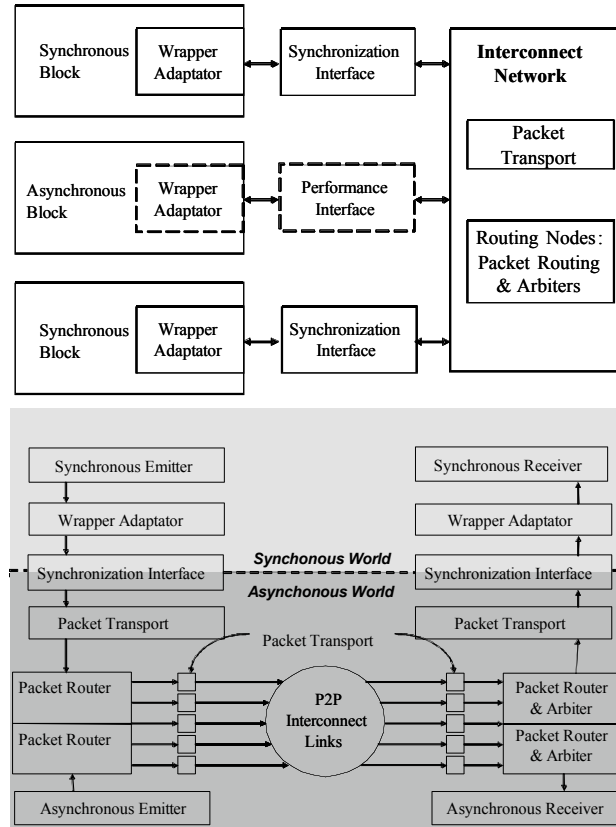 Synchronous
Block
Wrapper
Adaptator
Synchronization
Interface
Interconnect
Network
Packet
Transport
Asynchronous
Block
Wrapper
Adaptator
Performance
Interface
Routing Nodes:
Packet Routing
& Arbiters
Synchronous
Block
Wrapper
Adaptator
Synchronization
Interface
Synchronous Emitter
Synchronous Receiver
Wrapper Adaptator
Wrapper Adaptator
Synchronization Interface
Synchonous World
Synchronization Interface
Asynchonous World
Packet Transport
Packet Transport
Packet Transport
Packet Router
P2P
Interconnect
Links
Packet Router
& Arbiter
Packet Router
Packet Router
& Arbiter
Asynchronous Emitter
Asynchronous Receiver